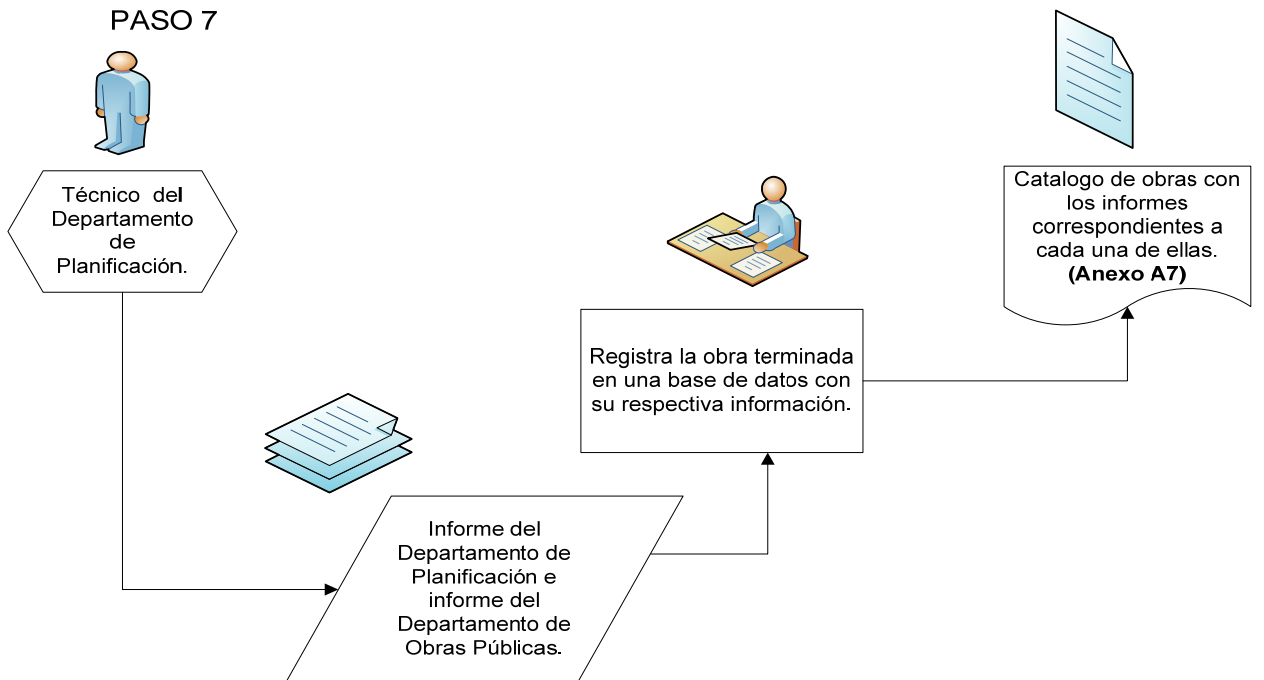 PASO 7
Técnico del
Departamento
de
Planificación.
Informe del
Departamento de
Planificación e
informe del
Departamento de
Obras Públicas.
Registra la obra terminada
en una base de datos con
su respectiva información.
Catalogo de obras con
los informes
correspondientes a
cada una de ellas.
(Anexo A7)